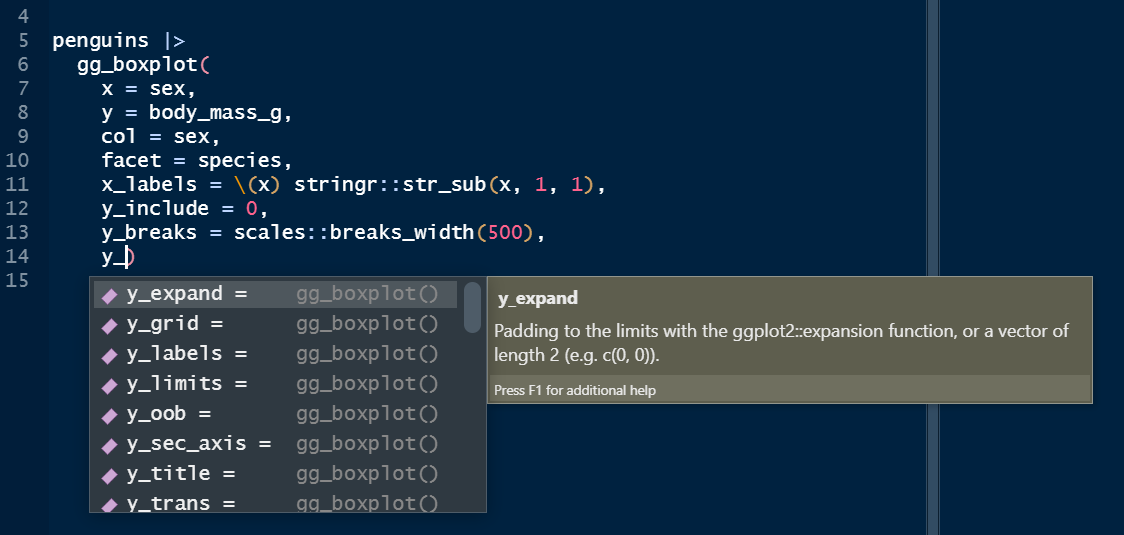 4
5 penguins |>
6 gg_boxplot(
7 x = sex,
8 y = body_mass_g,
9 col = sex,
10 facet = species,
11 x_labels = \(x) stringr::str_sub(x, 1, 1),
12 y_include = 0,
13 y_breaks = scales::breaks_width(500),
14 y_)
15
y_expand = gg_boxplot()
y_grid = gg_boxplot()
y_labels = gg_boxplot()
y_limits = gg_boxplot()
y_oob = gg_boxplot()
y_sec_axis = gg_boxplot()
y_title = gg_boxplot()
y_trans = gg_boxplot()
y_expand
Padding to the limits with the ggplot2::expansion function, or a vector of
length 2 (e.g. c(0, 0)).
Press F1 for additional help